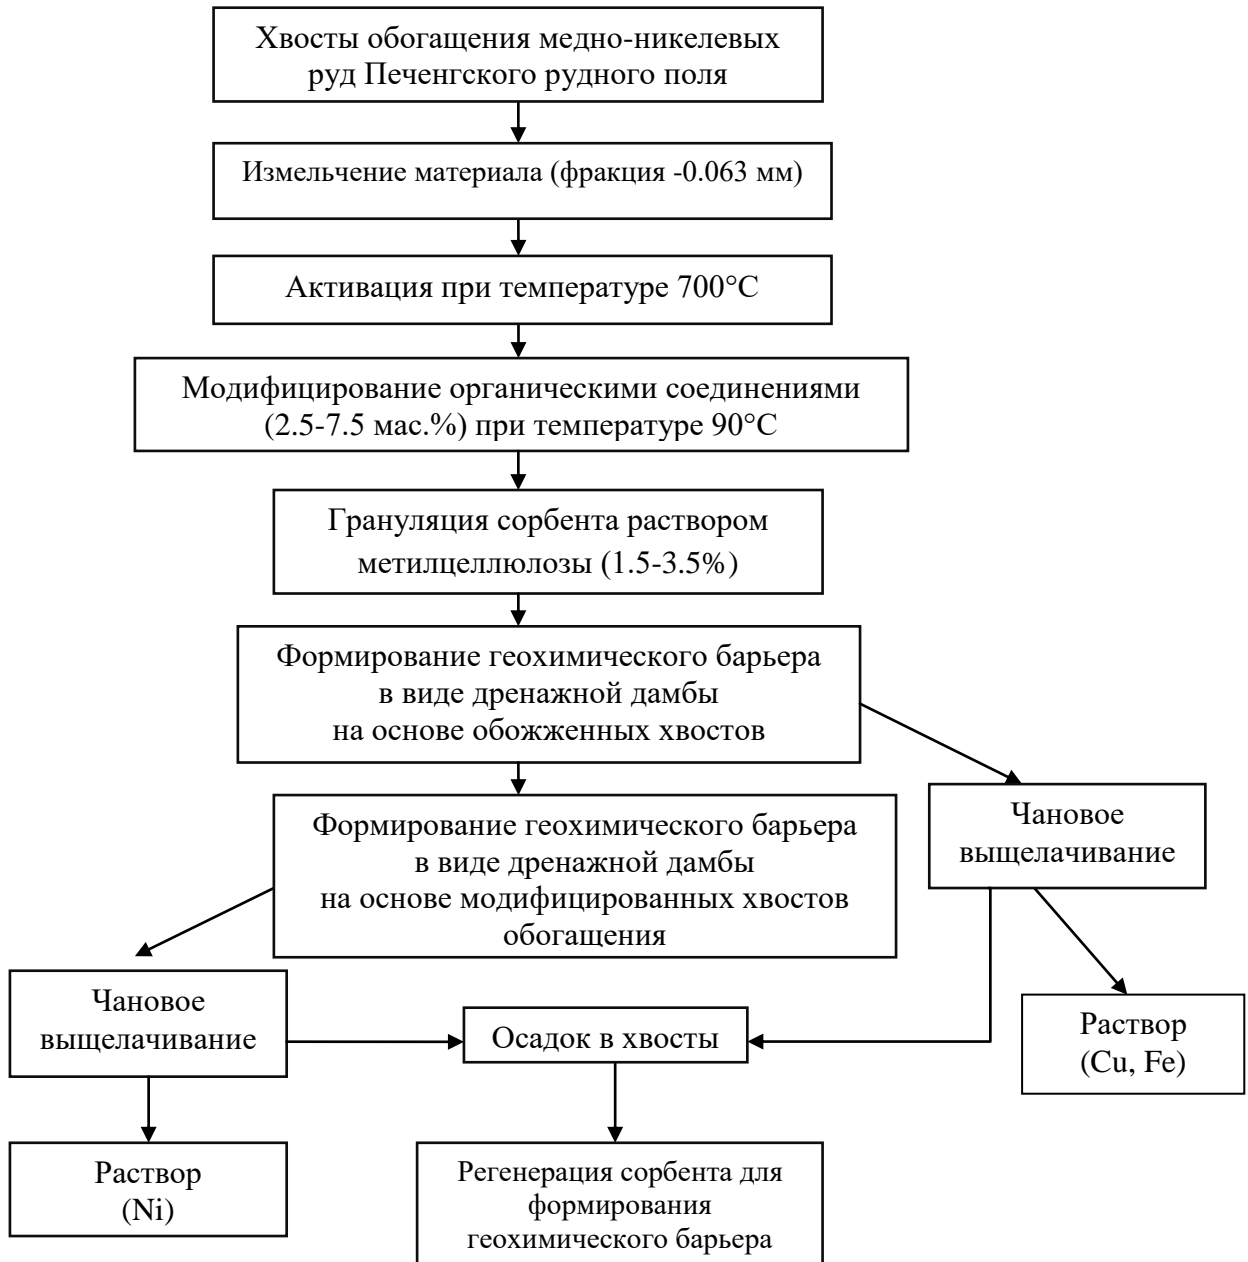 Хвосты обогащения медно-никелевых
руд Печенгского рудного поля
Измельчение материала (фракция -0.063 мм)
Активация при температуре 700°C
Модифицирование органическими соединениями
(2.5-7.5 мас.%) при температуре 90°C
Грануляция сорбента раствором
метилцеллюлозы (1.5-3.5%)
Формирование геохимического барьера
в виде дренажной дамбы
на основе обожженных хвостов
Формирование геохимического барьера
в виде дренажной дамбы
на основе модифицированных хвостов
обогащения
Чановое
выщелачивание
Чановое
выщелачивание
Осадок в хвосты
Раствор
(Cu, Fe)
Раствор
(Ni)
Регенерация сорбента для
формирования
геохимического барьера